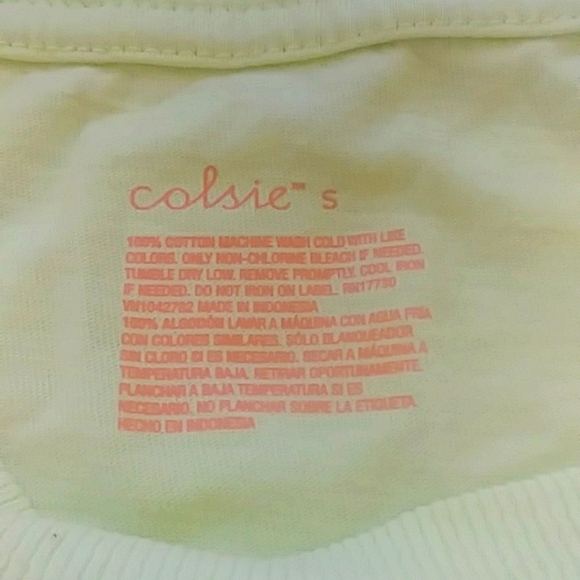 colsie™ S
100% COTTON MACHINE WASH COLD WITH LIKE
COLORS. ONLY NON-CHLORINE BLEACH IF NEEDED.
TUMBLE DRY LOW. REMOVE PROMPTLY. COOL IRON
IF NEEDED. DO NOT IRON ON LABEL. RN17730
VN1042782 MADE IN INDONESIA
100% ALGODÓN LAVAR A MÁQUINA CON AGUA FRÍA
CON COLORES SIMILARES. SÓLO BLANQUEADOR
SIN CLORO SI ES NECESARIO. SECAR A MÁQUINA A
TEMPERATURA BAJA. RETIRAR OPORTUNAMENTE.
PLANCHAR A BAJA TEMPERATURA SI ES
NECESARIO. NO PLANCHAR SOBRE LA ETIQUETA.
HECHO EN INDONESIA